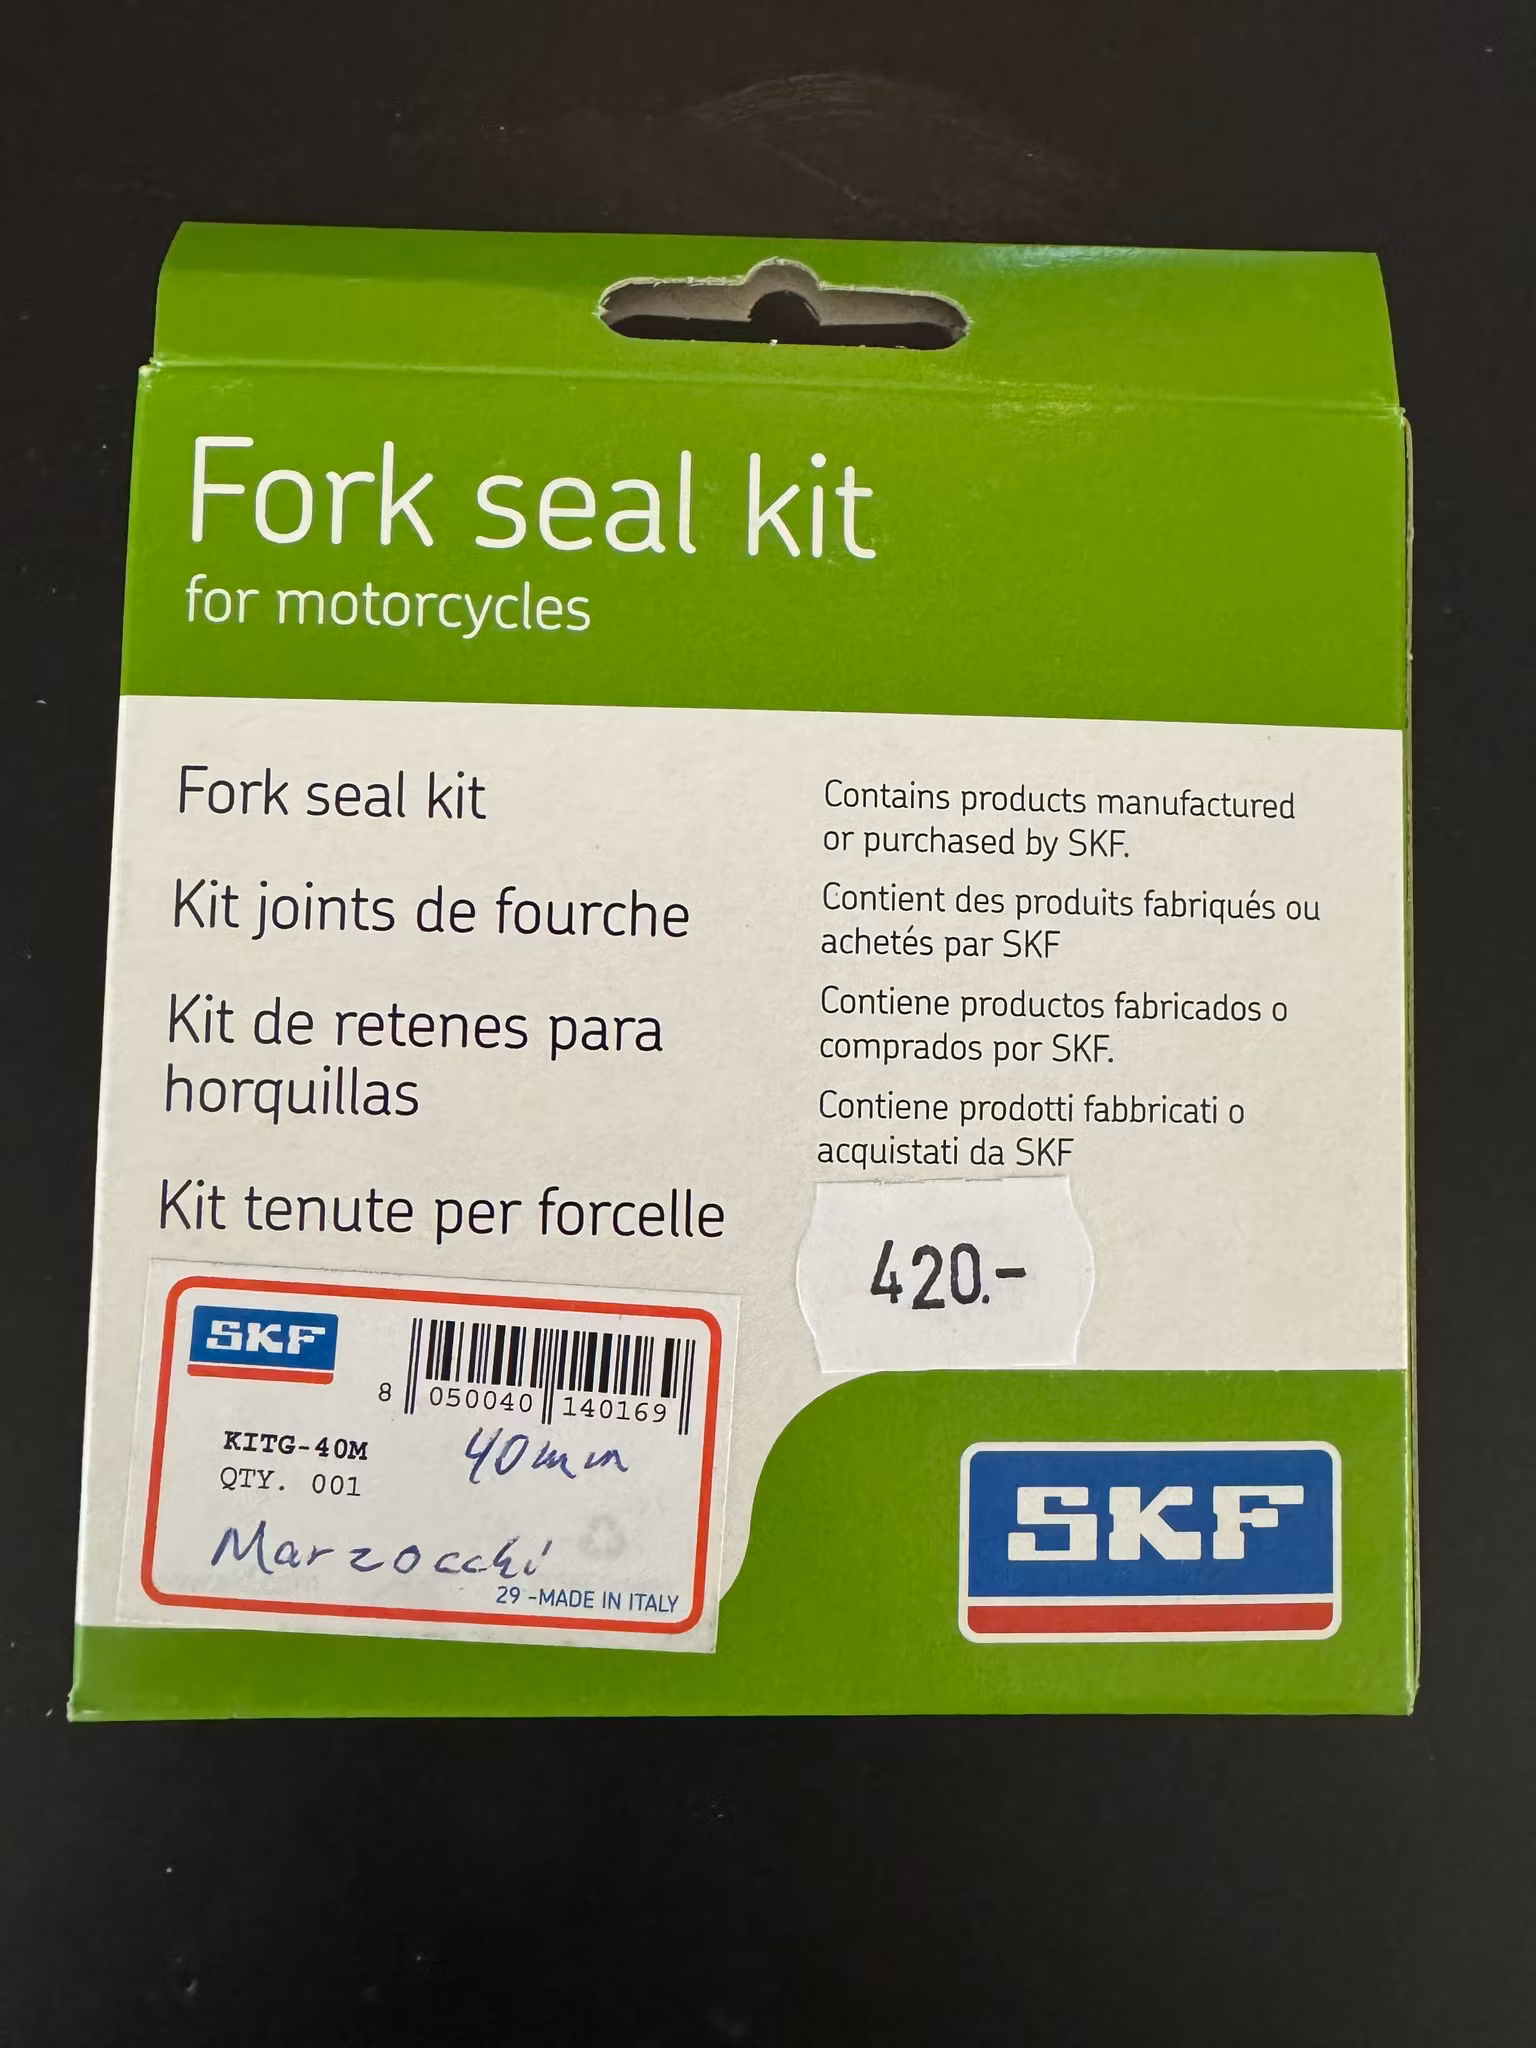 Fork seal kit
for motorcycles
Fork seal kit
Kit joints de fourche
Kit de retenes para
horquillas
Kit tenute per forcelle
Contains products manufactured
or purchased by SKF.
Contient des produits fabriqués ou
achetés par SKF
Contiene productos fabricados o
comprados por SKF.
Contiene prodotti fabbricati o
acquistati da SKF
420.-
SKF
8 050040 140169
KITG-40M
40mm
QTY. 001
Marzocchi
29 -MADE IN ITALY
SKF